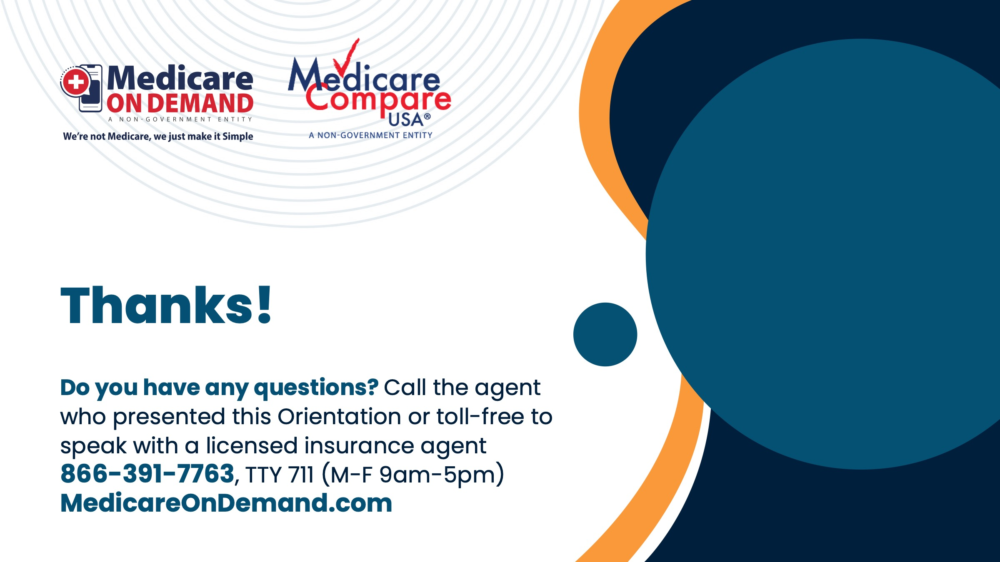 Medicare
ON DEMAND
A NON-GOVERNMENT ENTITY
We're not Medicare, we just make it Simple
Medicare
Compare
USA®
A NON-GOVERNMENT ENTITY
Thanks!
Do you have any questions? Call the agent
who presented this Orientation or toll-free to
speak with a licensed insurance agent
866-391-7763, TTY 711 (M-F 9am-5pm)
MedicareOnDemand.com